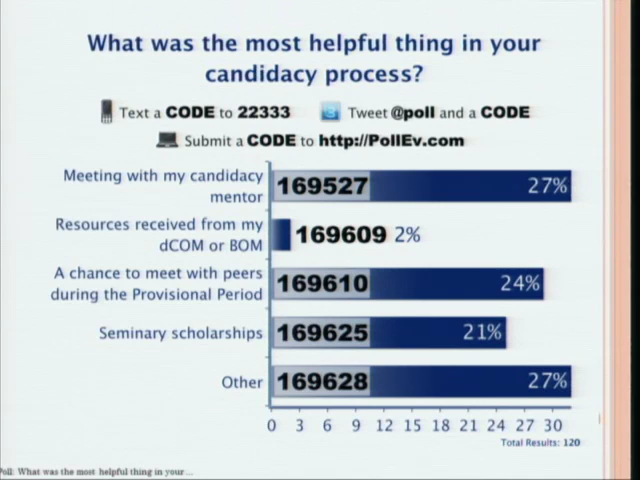 What was the most helpful thing in your
candidacy process?
Text a CODE to 22333 Tweet @poll and a CODE
Submit a CODE to http://PollEv.com
Meeting with my candidacy
mentor
169527 27%
Resources received from my
dCOM or BOM
169609 2%
A chance to meet with peers
during the Provisional Period
169610 24%
Seminary scholarships 169625 21%
Other 169628 27%
0 3 6 9 12 15 18 21 24 27 30
Total Results: 120
Poll: What was the most helpful thing in your ...